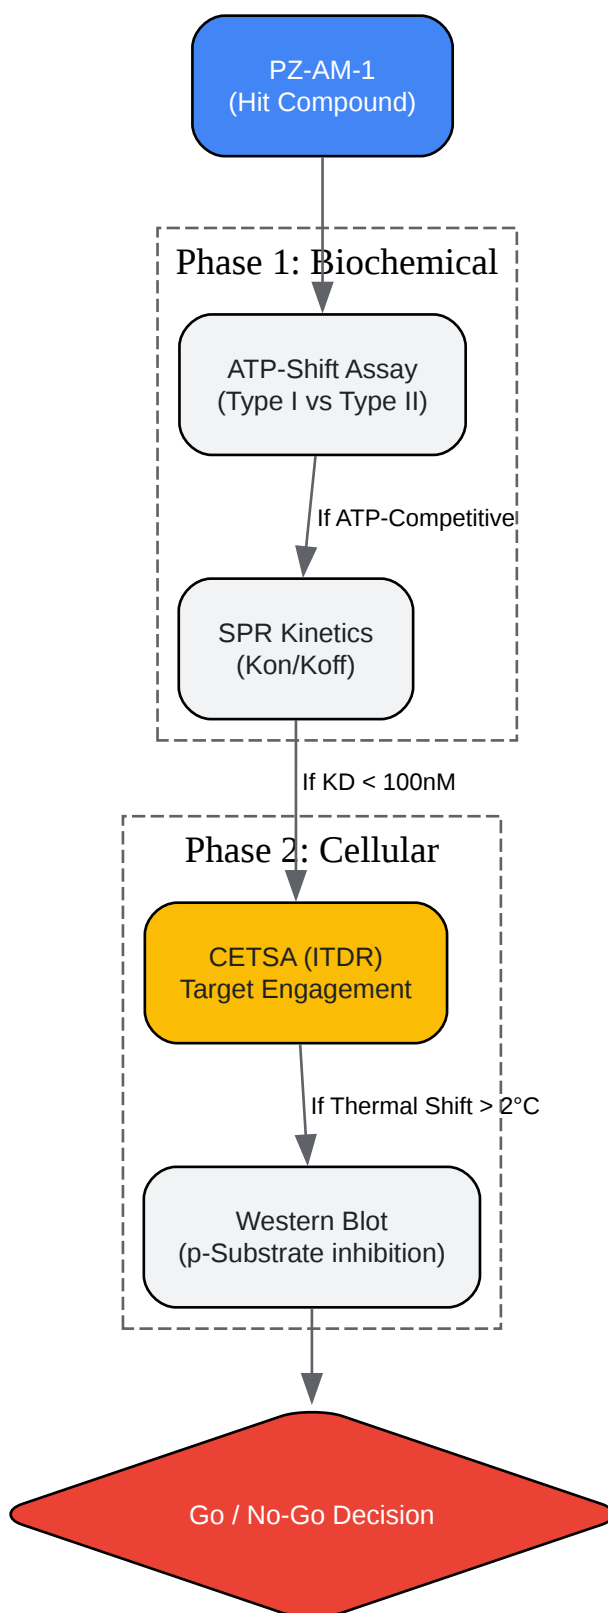 PZ-AM-1
(Hit Compound)
Phase 1: Biochemical
ATP-Shift Assay
(Type I vs Type II)
If ATP-Competitive
SPR Kinetics
(Kon/Koff)
If KD < 100nM
Phase 2: Cellular
CETSA (ITDR)
Target Engagement
If Thermal Shift > 2°C
Western Blot
(p-Substrate inhibition)
Go / No-Go Decision